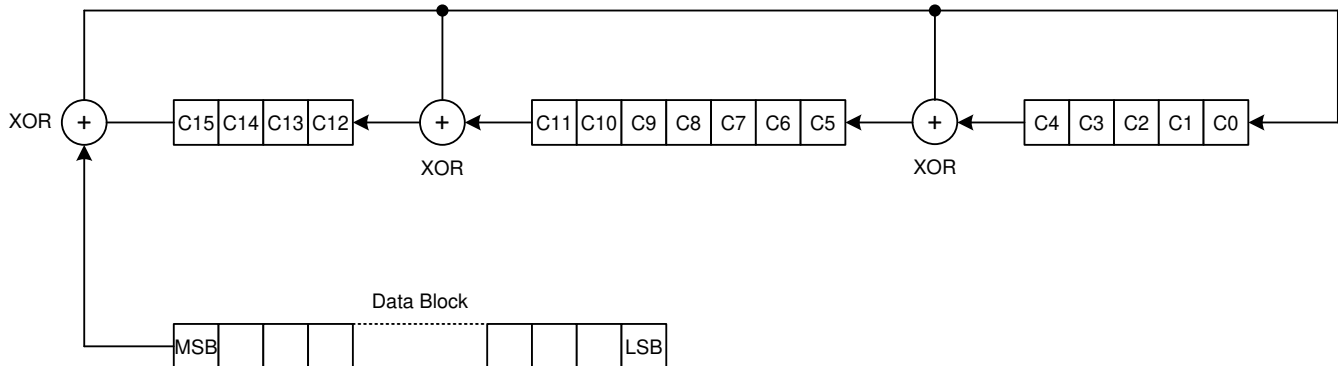 XOR + C15 C14 C13 C12 + C11 C10 C9 C8 C7 C6 C5 + C4 C3 C2 C1 C0
XOR XOR
Data Block
MSB LSB